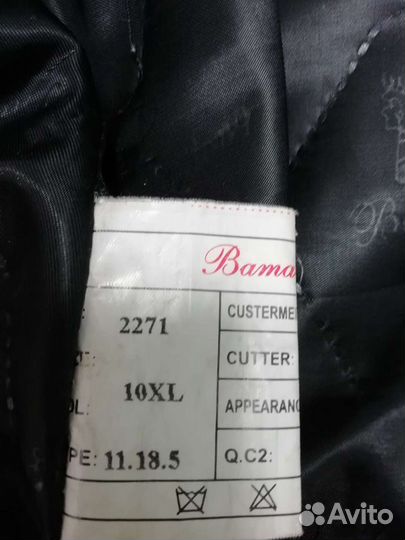 Bama
2271
CUSTERME
CUTTER:
10XL
APPEARANC
PE: 11.18.5
Q.C2:
Avito